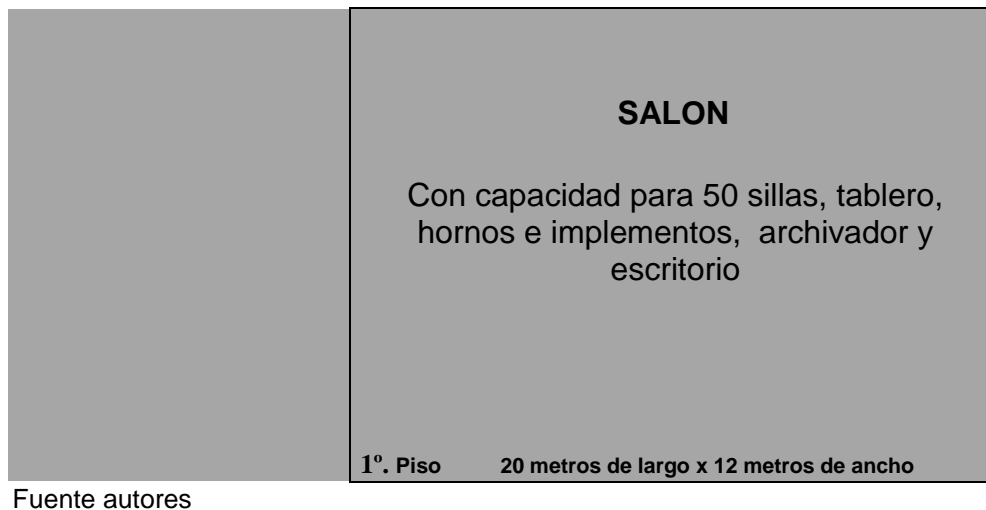 SALON
Con capacidad para 50 sillas, tablero,
hornos e implementos, archivador y
escritorio
1º. Piso 20 metros de largo x 12 metros de ancho
Fuente autores